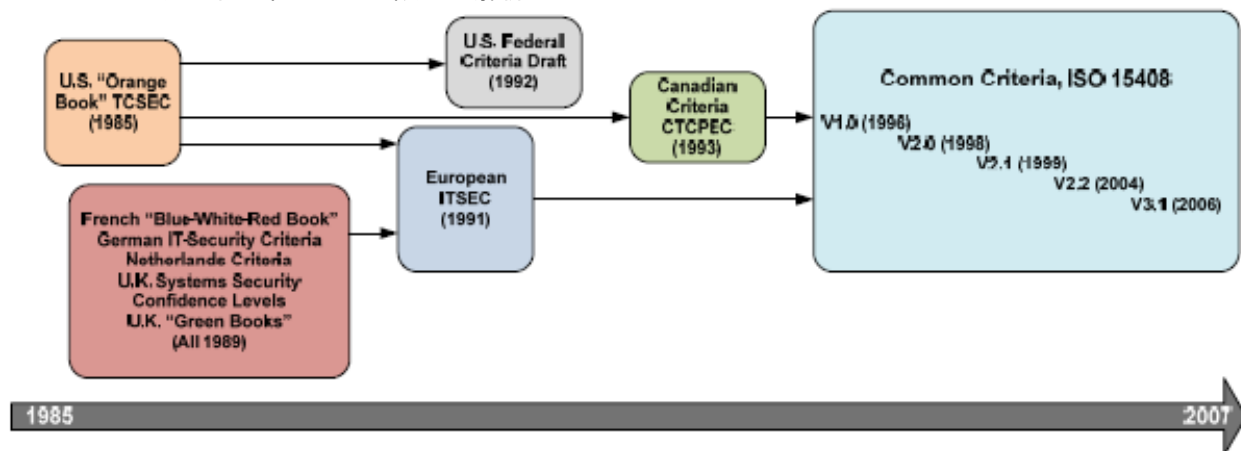 U.S. "Orange
Book" TCSEC
(1985)
U.S. Federal
Criteria Draft
(1992)
Canadian
Criteria
CTCPEC
(1993)
European
ITSEC
(1991)
French "Blue-White-Red Book"
German IT-Security Criteria
Netherlands Criteria
U.K. Systems Security
Confidence Levels
U.K. "Green Books"
(All 1989)
Common Criteria, ISO 15408
V1.0 (1996)
V2.0 (1998)
V2.1 (1999)
V2.2 (2004)
V3.1 (2006)
1985
2007